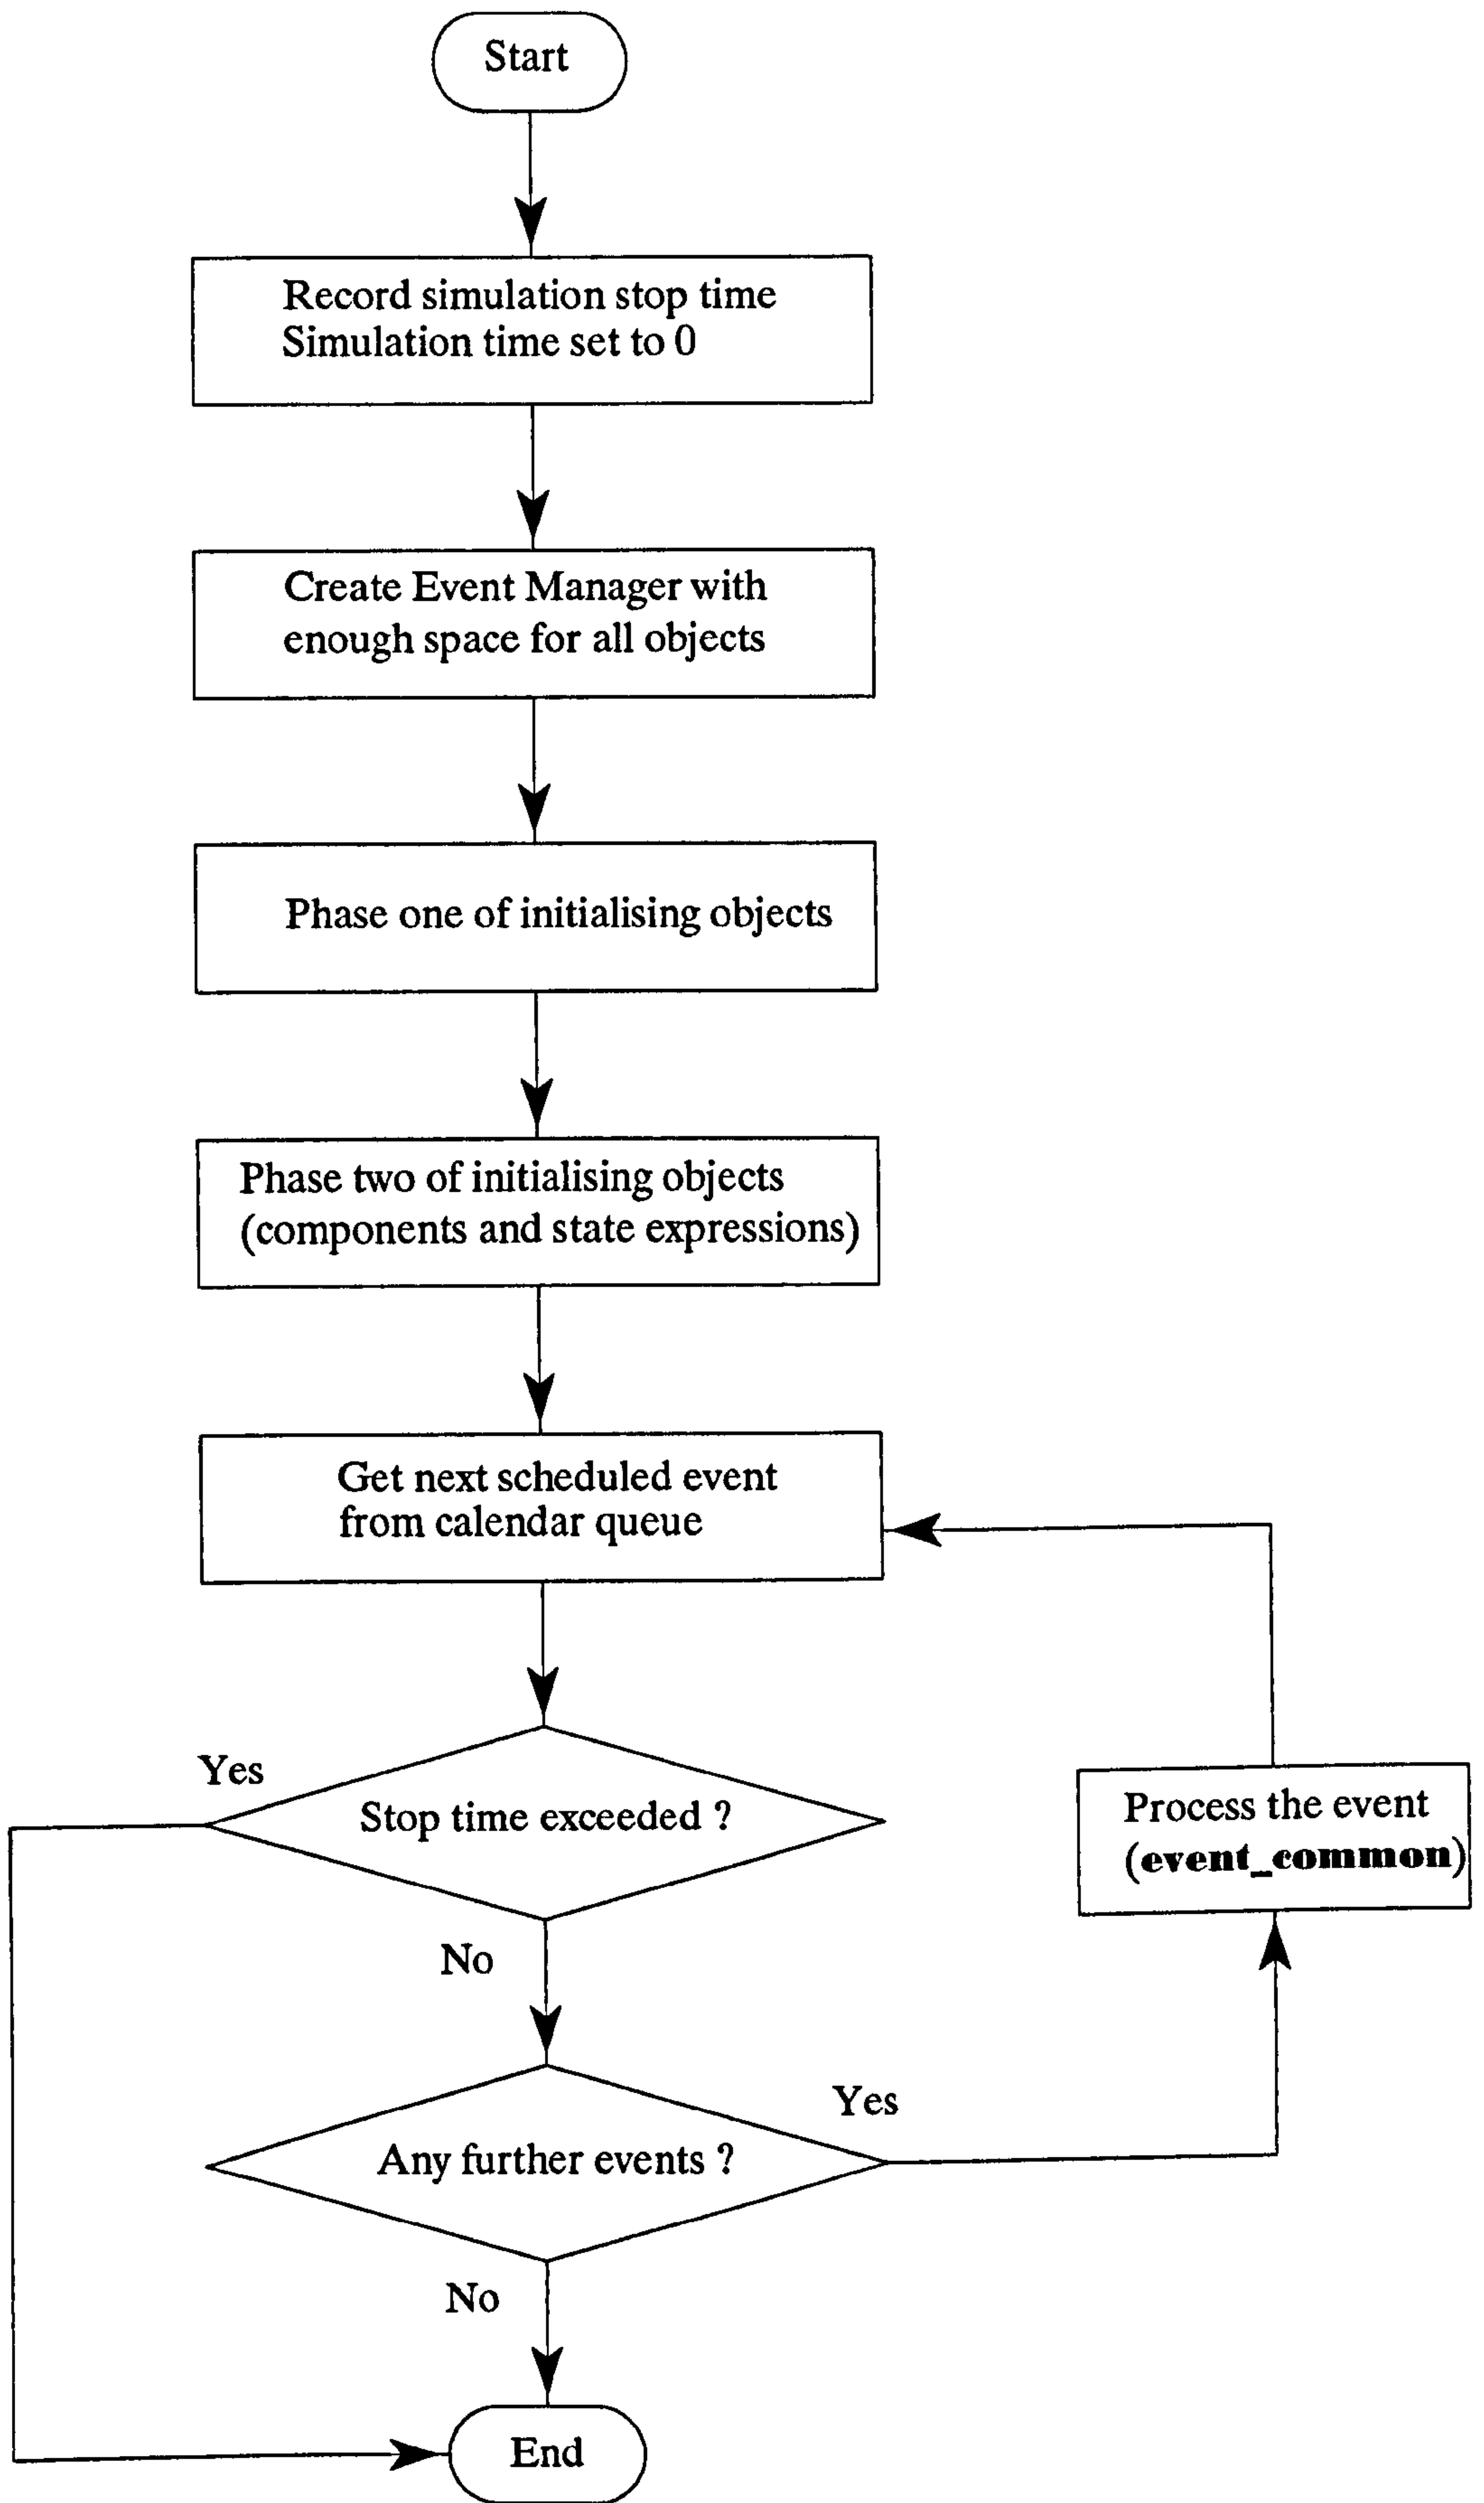 Start
Record simulation stop time
Simulation time set to 0
Create Event Manager with
enough space for all objects
Phase one of initialising objects
Phase two of initialising objects
(components and state expressions)
Get next scheduled event
from calendar queue
Yes
Stop time exceeded ?
Process the event
(event_common)
No
Yes
Any further events ?
No
End